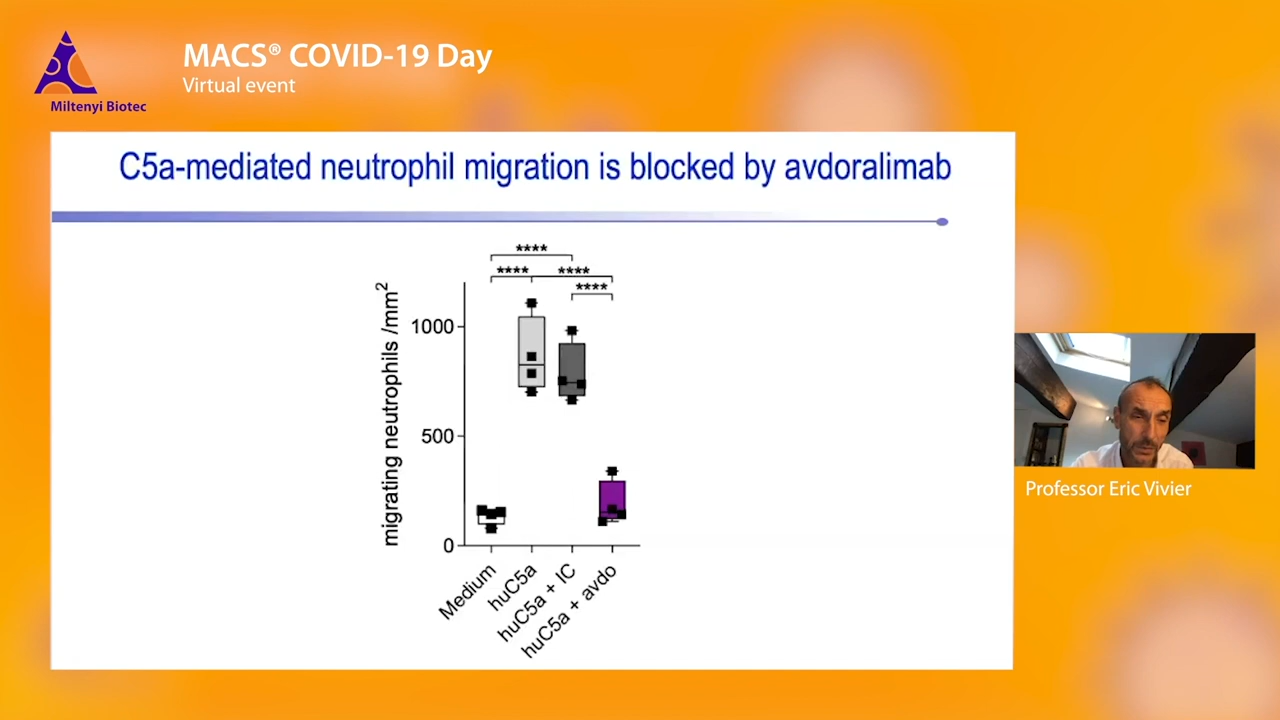 MACS® COVID-19 Day
Virtual event
Miltenyi Biotec
C5a-mediated neutrophil migration is blocked by avdoralimab
****
**** ****
****
migrating neutrophils /mm²
1000
500
0
Medium
huC5a
huC5a + IC
huC5a + avdo
Professor Eric Vivier